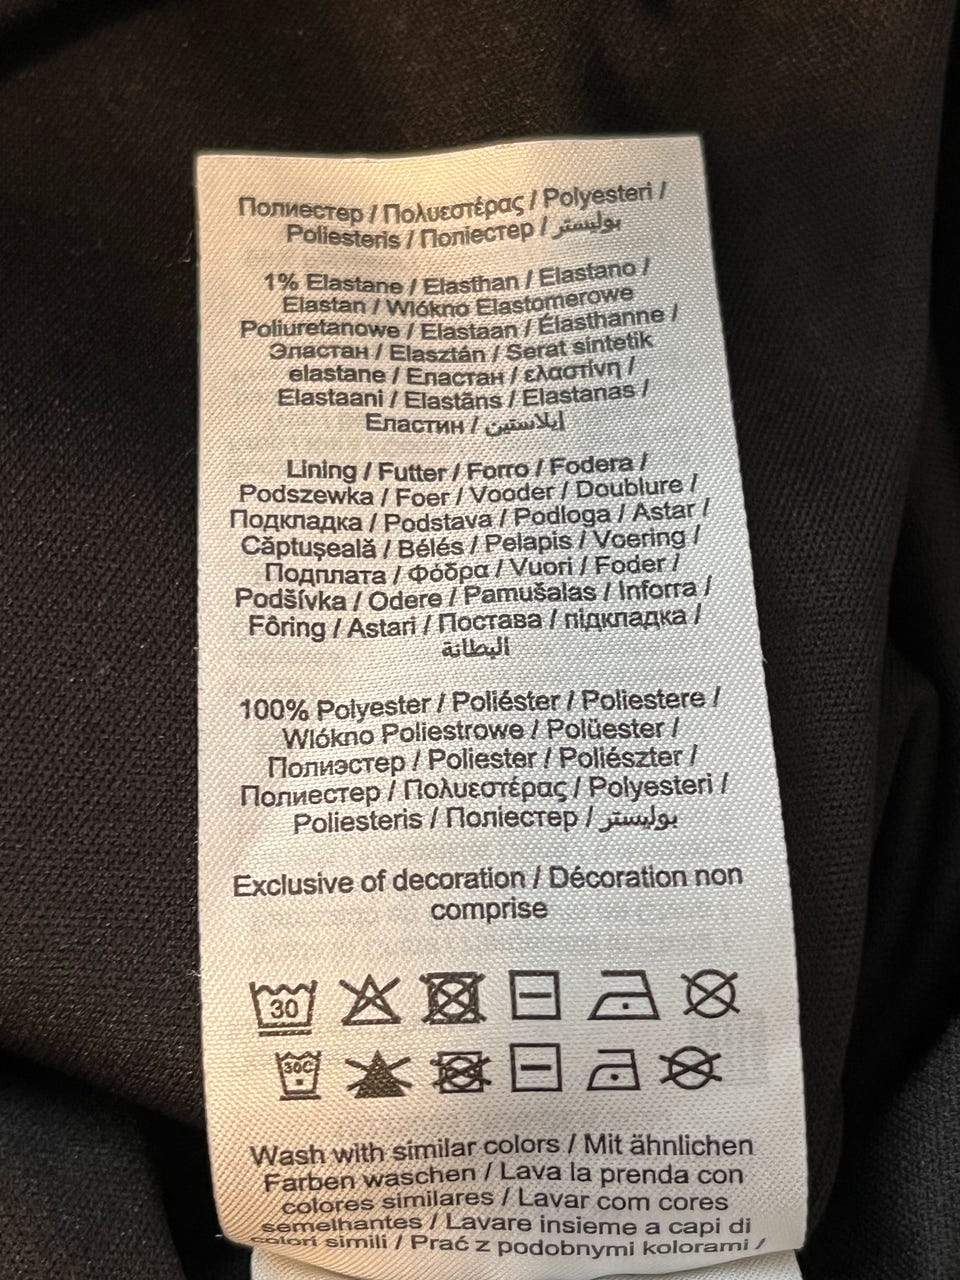 Полиестер / Πολυεστέρας / Polyesteri /
Poliesteris / Поліестер / بوليستر
1% Elastane / Elasthan / Elastano /
Elastan / Włókno Elastomerowe
Poliuretanowe / Elastaan / Élasthanne /
Эластан / Elasztán / Serat sintetik
elastane / Еластан / ελαστίνη /
Elastaani / Elastāns / Elastanas /
Еластин / إيلاستين
Lining / Futter / Forro / Fodera /
Podszewka / Foer / Vooder / Doublure /
Подкладка / Podstava / Podloga / Astar /
Căptuşeală / Bélés / Pelapis / Voering /
Подплата / Φόδρα / Vuori / Foder /
Podšívka / Odere / Pamušalas / Inforra /
Fôring / Astari / Постава / підкладка /
البطانة
100% Polyester / Poliéster / Poliestere /
Włókno Poliestrowe / Polüester /
Полиэстер / Poliester / Poliészter /
Полиестер / Πολυεστέρας / Polyesteri /
Poliesteris / Поліестер / بوليستر
Exclusive of decoration / Décoration non
comprise
30
30C
Wash with similar colors / Mit ähnlichen
Farben waschen / Lava la prenda con
colores similares / Lavar com cores
semelhantes / Lavare insieme a capi di
colori simili / Prać z podobnymi kolorami /